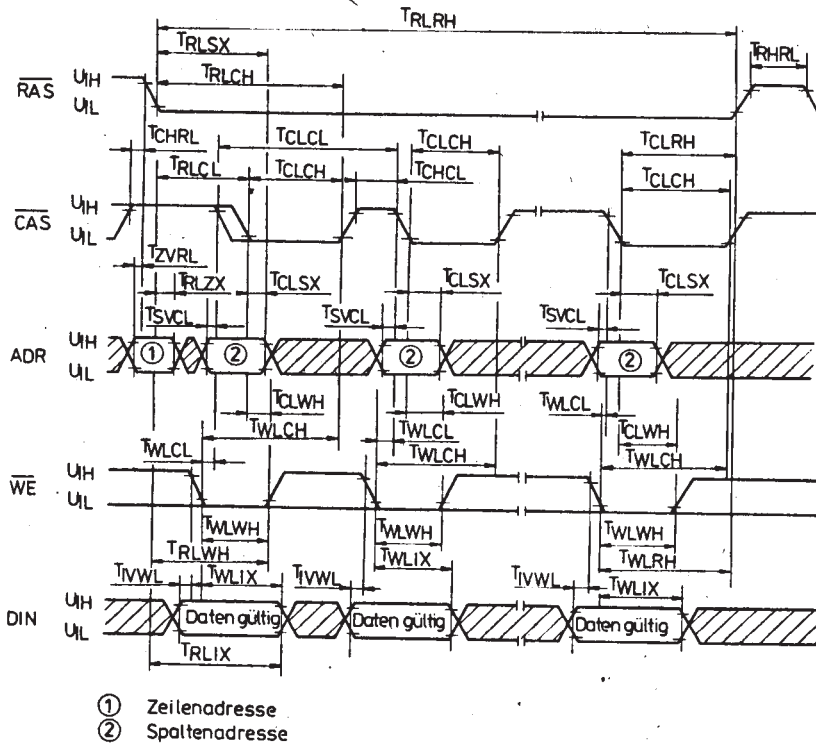 TRLRH
TRLSX
TRHRL
TRLCH
RAS UIH
UIL
TCHRL TCLCL TCLCH TCLRH
TRLCL TCLCH TCHCL TCLCH
CAS UIH
UIL
TZVRL
TRLZX TCLSX TCLSX TCLSX
TSVCL TSVCL TSVCL
ADR UIH
UIL
① ② ② ②
TCLWH TCLWH TWLCL
TWLCH TWLCL TCLWH
TWLCL TWLCH TWLCH
WE UIH
UIL
TWLWH TWLWH TWLWH
TRLWH TWLIX TWLRH
TIVWL TWLIX TIVWL TIVWL TWLIX
DIN UIH
UIL
Daten gültig Daten gültig Daten gültig
TRLIX
① Zeilenadresse
② Spaltenadresse